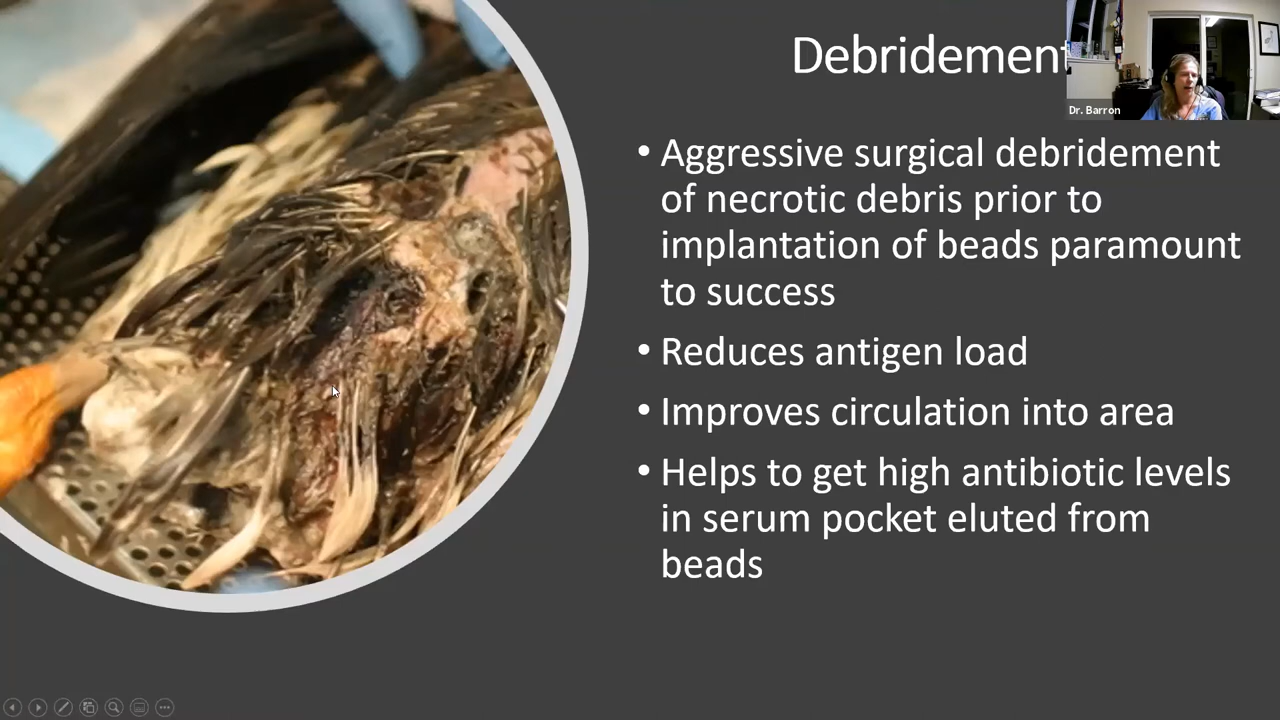 Debridement
Dr. Barron
• Aggressive surgical debridement
of necrotic debris prior to
implantation of beads paramount
to success
• Reduces antigen load
• Improves circulation into area
• Helps to get high antibiotic levels
in serum pocket eluted from
beads